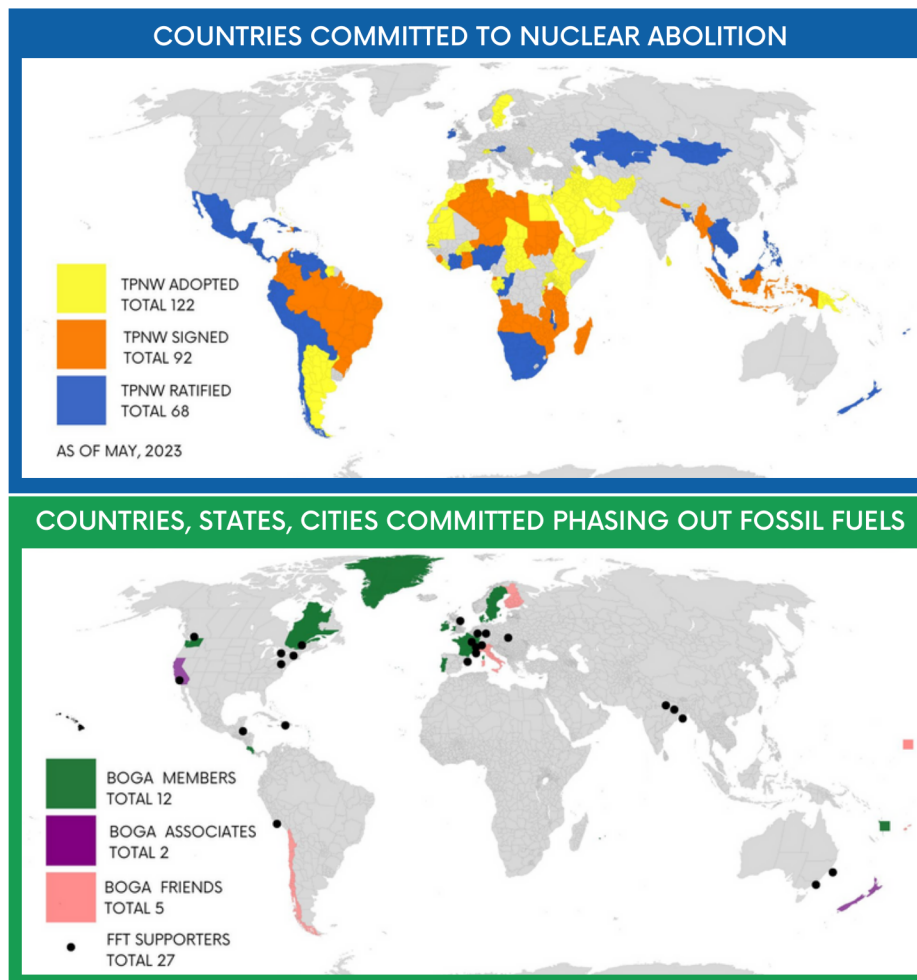 COUNTRIES COMMITTED TO NUCLEAR ABOLITION
TPNW ADOPTED
TOTAL 122
TPNW SIGNED
TOTAL 92
TPNW RATIFIED
TOTAL 68
AS OF MAY, 2023
COUNTRIES, STATES, CITIES COMMITTED PHASING OUT FOSSIL FUELS
BOGA MEMBERS
TOTAL 12
BOGA ASSOCIATES
TOTAL 2
BOGA FRIENDS
TOTAL 5
FFT SUPPORTERS
TOTAL 27